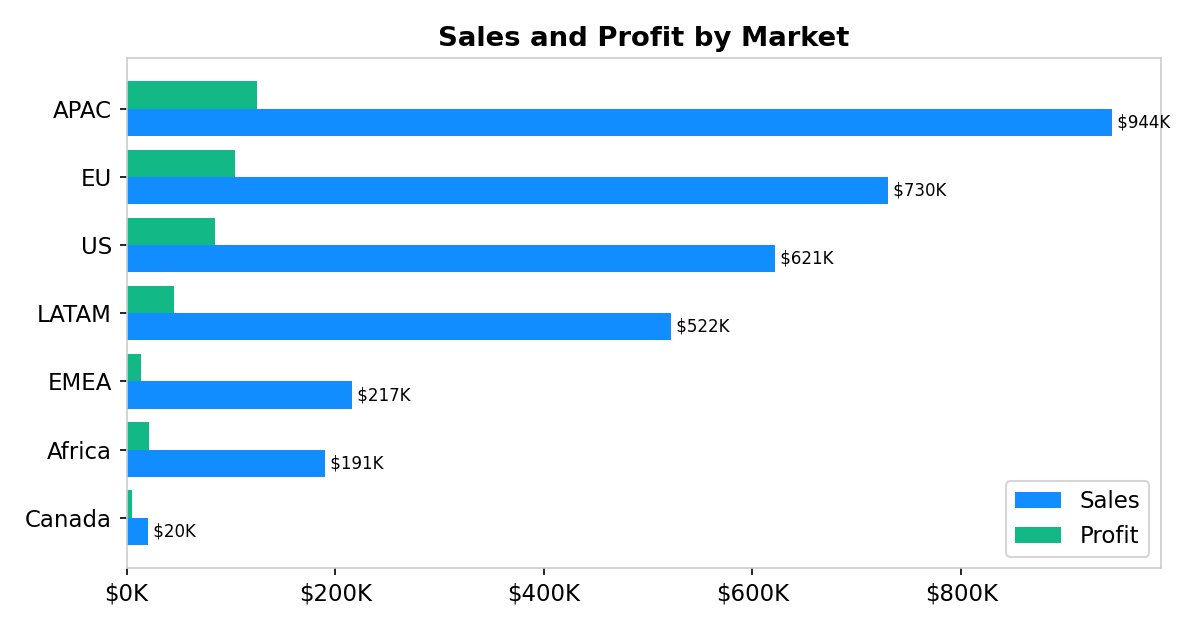 Sales and Profit by Market
APAC
$944K
EU
$730K
US
$621K
LATAM
$522K
EMEA
$217K
Africa
$191K
Canada
$20K
Sales
Profit
$0K
$200K
$400K
$600K
$800K